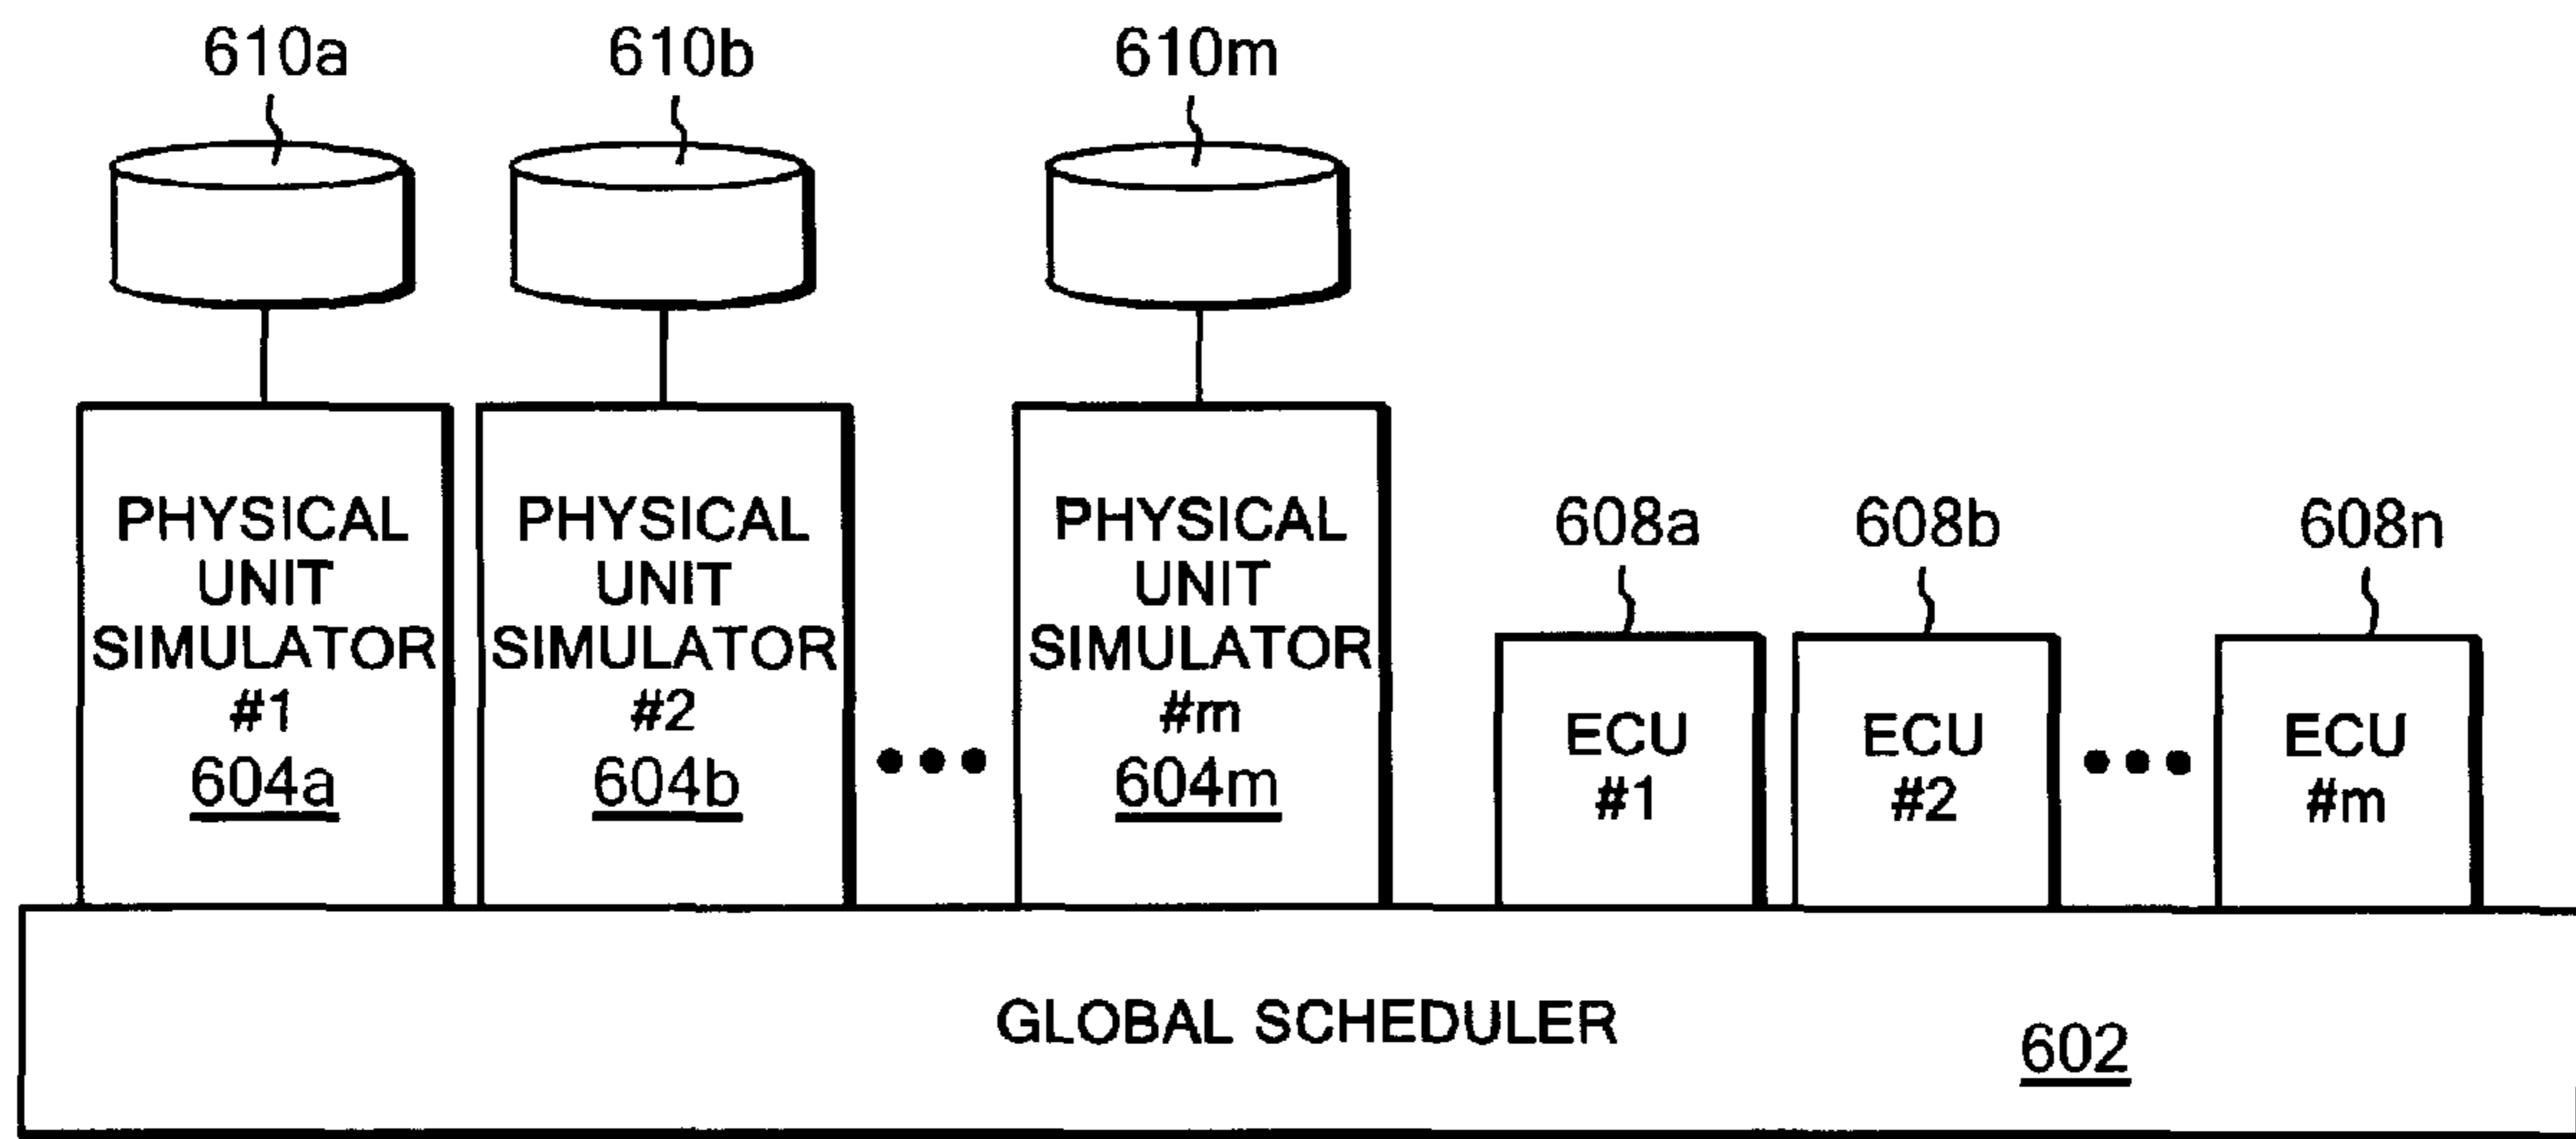 610a
610b
610m
PHYSICAL
UNIT
SIMULATOR
#1
604a
PHYSICAL
UNIT
SIMULATOR
#2
604b
PHYSICAL
UNIT
SIMULATOR
#m
604m
608a
608b
608n
ECU
#1
ECU
#2
ECU
#m
GLOBAL SCHEDULER
602